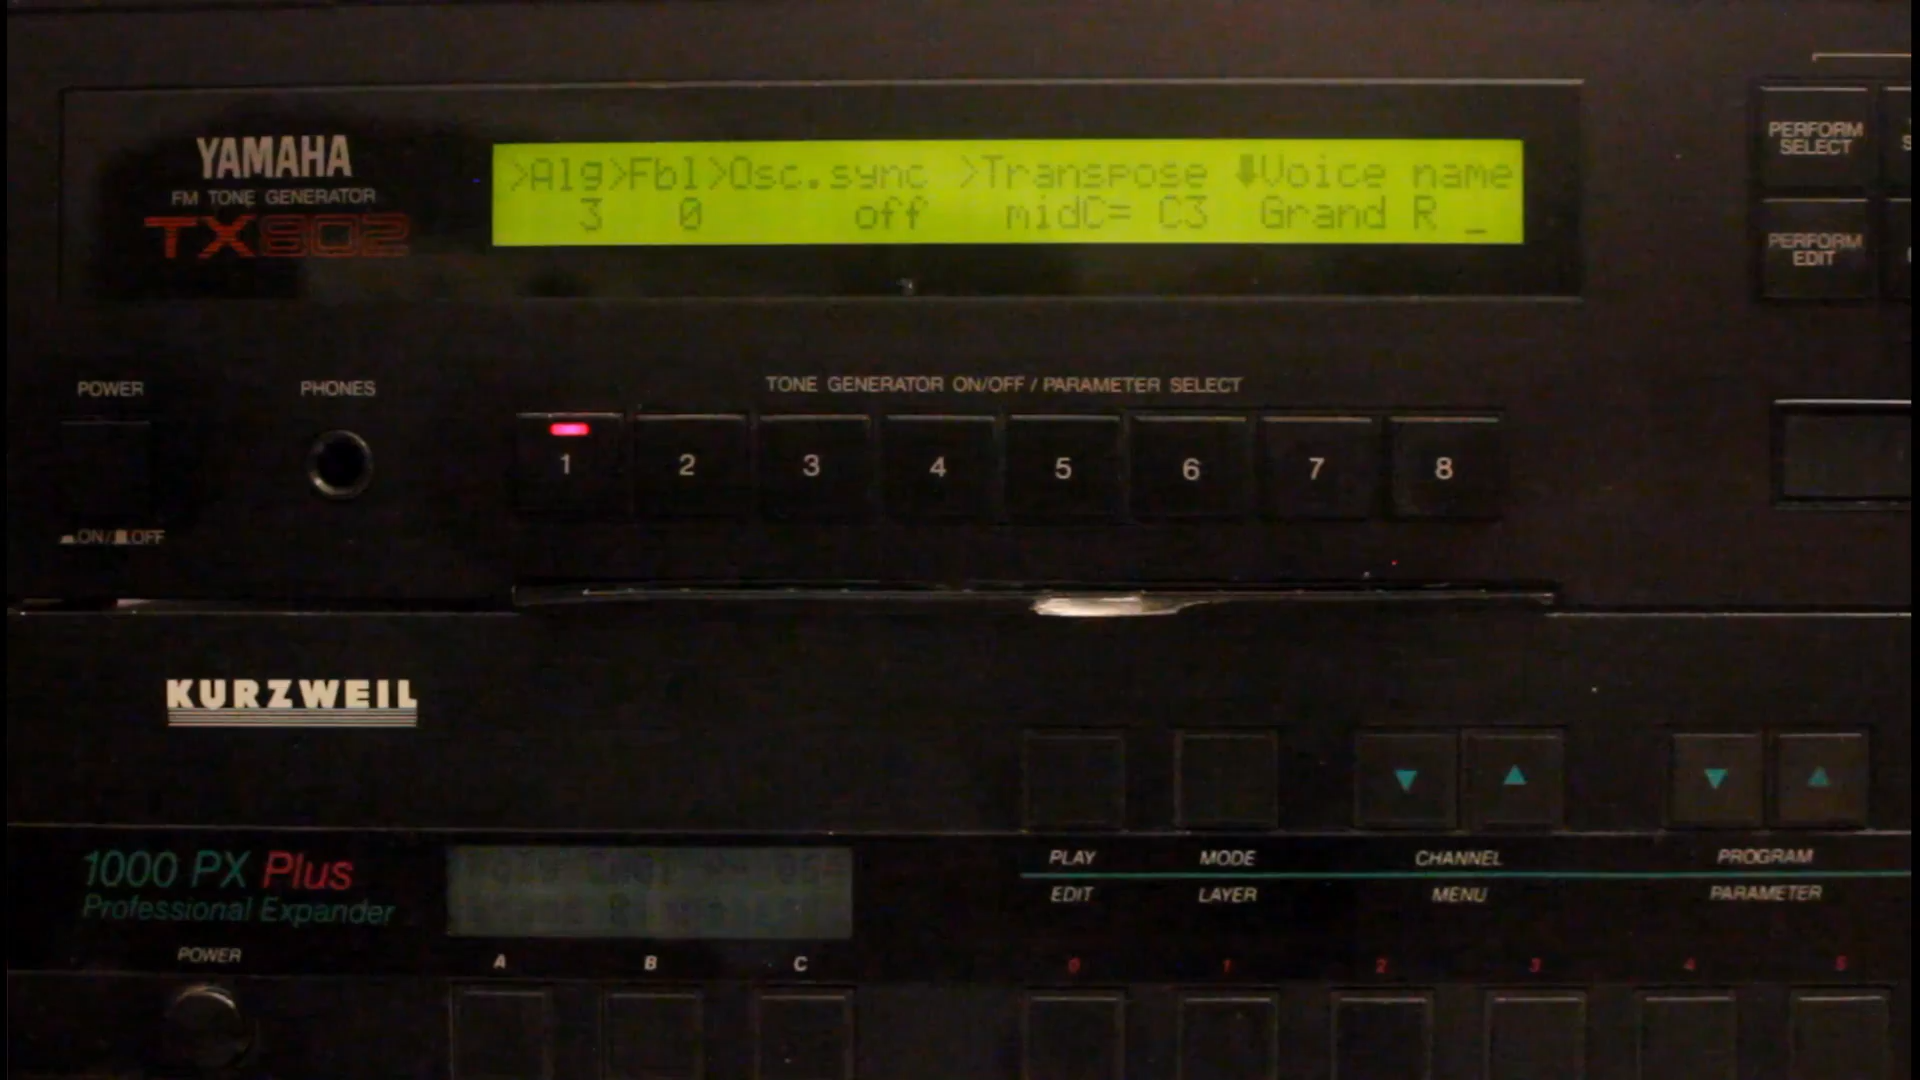 YAMAHA
FM TONE GENERATOR
TX802
>Alg>Fbl>Osc.sync >Transpose ⬇Voice name
3 0 off midC= C3 Grand R _
PERFORM SELECT
PERFORM EDIT
POWER
PHONES
TONE GENERATOR ON/OFF / PARAMETER SELECT
1 2 3 4 5 6 7 8
ON/ OFF
KURZWEIL
▼ ▲ ▼ ▲
1000 PX Plus
Professional Expander
PLAY MODE CHANNEL PROGRAM
EDIT LAYER MENU PARAMETER
POWER
A B C
0 1 2 3 4 5